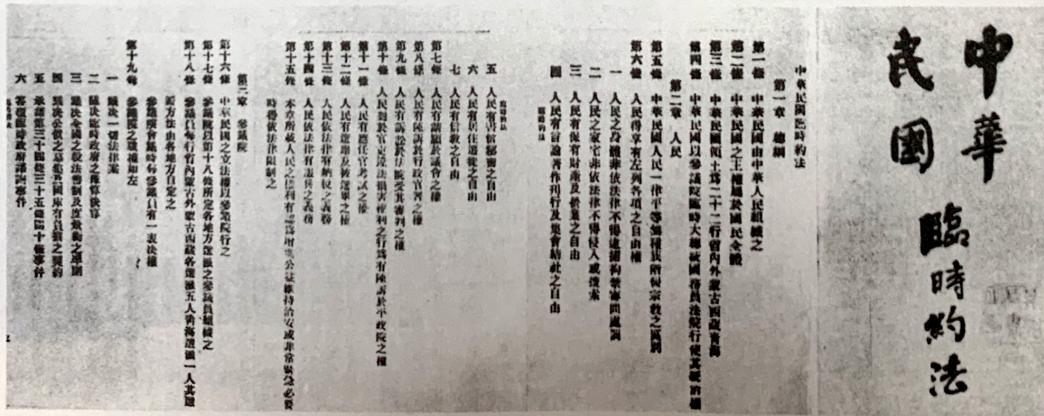 中華
民國
臨時約法
中華民國臨時約法
第一章 總綱
第一條 中華民國由中華人民組織之
第二條 中華民國之主權屬於國民全體
第三條 中華民國領土爲二十二行省內外蒙古西藏青海
第四條 中華民國以參議院臨時大總統國務員法院行使其統治權
第二章 人民
第五條 中華民國人民一律平等無種族階級宗敎之區別
第六條 人民得享有左列各項之自由權
一 人民之身體非依法律不得逮捕拘禁審問處罰
二 人民之家宅非依法律不得侵入或搜索
三 人民有保有財產及營業之自由
四 人民有言論著作刊行及集會結社之自由
臨時約法
臨時約法
五 人民有書信祕密之自由
六 人民有居住遷徙之自由
七 人民有信敎之自由
第七條 人民有請願於議會之權
第八條 人民有陳訴於行政官署之權
第九條 人民有訴訟於法院受其審判之權
第十條 人民對於官吏違法損害權利之行爲有陳訴於平政院之權
第十一條 人民有應任官考試之權
第十二條 人民有選舉及被選舉之權
第十三條 人民依法律有納稅之義務
第十四條 人民依法律有服兵之義務
第十五條 本章所載人民之權利有認爲增進公益維持治安或非常緊急必要
時得依法律限制之
第三章 參議院
第十六條 中華民國之立法權以參議院行之
第十七條 參議院以第十八條所定各地方選派之參議員組織之
第十八條 參議員每行省內蒙古外蒙古西藏各選派五人靑海選派一人其選
派方法由各地方自定之
參議院會議時每參議員有一表決權
第十九條 參議院之職權如左
一 議決一切法律案
二 議決臨時政府之預算決算
三 議決全國之稅法幣制及度量衡之準則
四 議決公債之募集及國庫有負擔之契約
五 承諾第三十四條三十五條四十條事件
六 答覆臨時政府諮詢事件